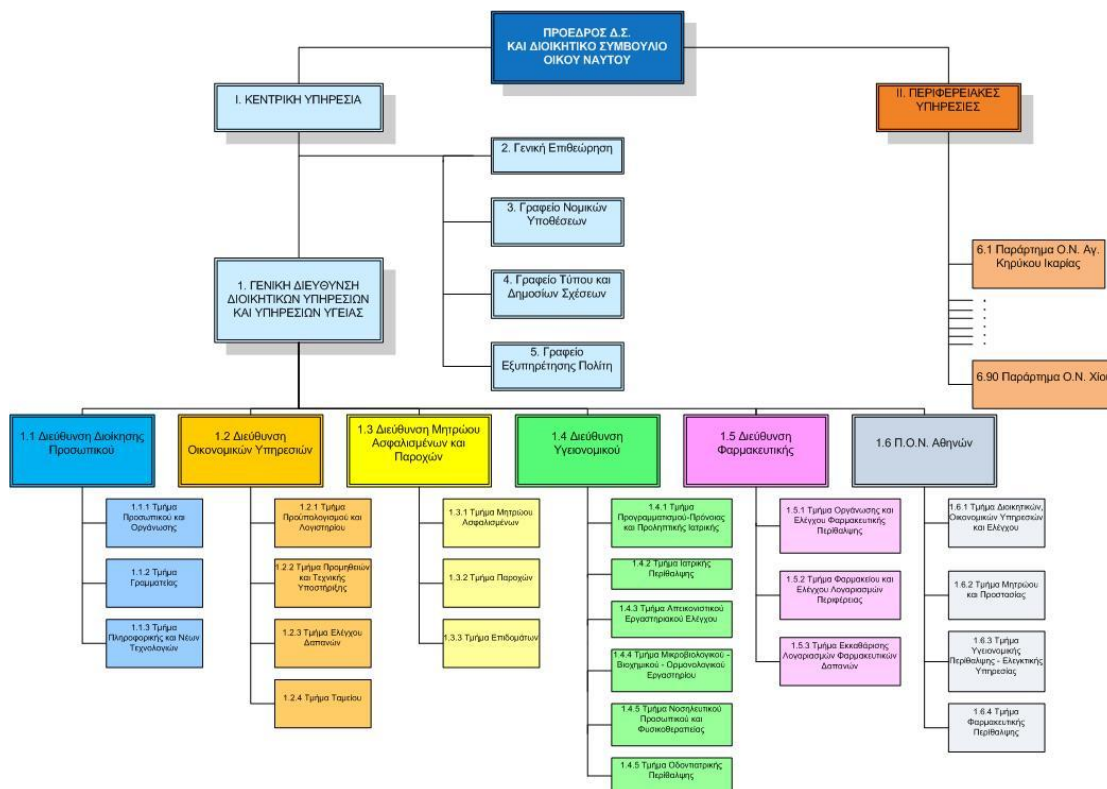 ΠΡΟΕΔΡΟΣ Δ.Σ.
ΚΑΙ ΔΙΟΙΚΗΤΙΚΟ ΣΥΜΒΟΥΛΙΟ
ΟΙΚΟΥ ΝΑΥΤΟΥ
I. ΚΕΝΤΡΙΚΗ ΥΠΗΡΕΣΙΑ
II. ΠΕΡΙΦΕΡΕΙΑΚΕΣ
ΥΠΗΡΕΣΙΕΣ
2. Γενική Επιθεώρηση
3. Γραφείο Νομικών
Υποθέσεων
4. Γραφείο Τύπου και
Δημοσίων Σχέσεων
5. Γραφείο
Εξυπηρέτησης Πολίτη
1. ΓΕΝΙΚΗ ΔΙΕΥΘΥΝΣΗ
ΔΙΟΙΚΗΤΙΚΩΝ ΥΠΗΡΕΣΙΩΝ
ΚΑΙ ΥΠΗΡΕΣΙΩΝ ΥΓΕΙΑΣ
6.1 Παράρτημα Ο.Ν. Αγ.
Κηρύκου Ικαρίας
6.90 Παράρτημα Ο.Ν. Χίου
1.1 Διεύθυνση Διοίκησης
Προσωπικού
1.1.1 Τμήμα
Προσωπικού και
Οργάνωσης
1.1.2 Τμήμα
Γραμματείας
1.1.3 Τμήμα
Πληροφορικής και Νέων
Τεχνολογιών
1.2 Διεύθυνση
Οικονομικών Υπηρεσιών
1.2.1 Τμήμα
Προϋπολογισμού και
Λογιστηρίου
1.2.2 Τμήμα Προμηθειών
και Τεχνικής
Υποστήριξης
1.2.3 Τμήμα Ελέγχου
Δαπανών
1.2.4 Τμήμα Ταμείου
1.3 Διεύθυνση Μητρώου
Ασφαλισμένων και
Παροχών
1.3.1 Τμήμα Μητρώου
Ασφαλισμένων
1.3.2 Τμήμα Παροχών
1.3.3 Τμήμα Επιδομάτων
1.4 Διεύθυνση
Υγειονομικού
1.4.1 Τμήμα
Προγραμματισμού-Πρόνοιας
και Προληπτικής Ιατρικής
1.4.2 Τμήμα Ιατρικής
Περίθαλψης
1.4.3 Τμήμα Απεικονιστικού
Εργαστηριακού Ελέγχου
1.4.4 Τμήμα Μικροβιολογικού -
Βιοχημικού - Ορμονολογικού
Εργαστηρίου
1.4.5 Τμήμα Νοσηλευτικού
Προσωπικού και
Φυσικοθεραπείας
1.4.5 Τμήμα Οδοντιατρικής
Περίθαλψης
1.5 Διεύθυνση
Φαρμακευτικής
1.5.1 Τμήμα Οργάνωσης και
Ελέγχου Φαρμακευτικής
Περίθαλψης
1.5.2 Τμήμα Φαρμακείου και
Ελέγχου Λογαριασμών
Περιφέρειας
1.5.3 Τμήμα Εκκαθάρισης
Λογαριασμών Φαρμακευτικών
Δαπανών
1.6 Π.Ο.Ν. Αθηνών
1.6.1 Τμήμα Διοικητικών,
Οικονομικών Υπηρεσιών
και Ελέγχου
1.6.2 Τμήμα Μητρώου
και Προστασίας
1.6.3 Τμήμα
Υγειονομικής
Περίθαλψης - Ελεγκτικής
Υπηρεσίας
1.6.4 Τμήμα
Φαρμακευτικής
Περίθαλψης